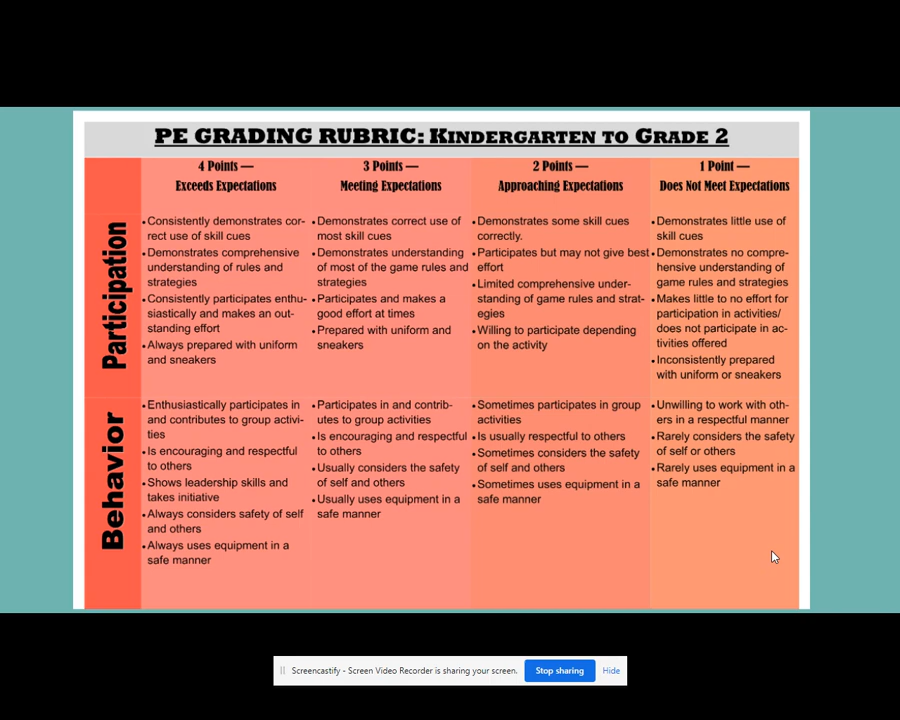 PE GRADING RUBRIC: KINDERGARTEN TO GRADE 2
4 Points —
Exceeds Expectations
3 Points —
Meeting Expectations
2 Points —
Approaching Expectations
1 Point —
Does Not Meet Expectations
Participation
•Consistently demonstrates cor-
rect use of skill cues
•Demonstrates comprehensive
understanding of rules and
strategies
•Consistently participates enthu-
siastically and makes an out-
standing effort
•Always prepared with uniform
and sneakers
•Demonstrates correct use of
most skill cues
•Demonstrates understanding
of most of the game rules and
strategies
•Participates and makes a
good effort at times
•Prepared with uniform and
sneakers
•Demonstrates some skill cues
correctly.
•Participates but may not give best
effort
•Limited comprehensive under-
standing of game rules and strat-
egies
•Willing to participate depending
on the activity
•Demonstrates little use of
skill cues
•Demonstrates no compre-
hensive understanding of
game rules and strategies
•Makes little to no effort for
participation in activities/
does not participate in ac-
tivities offered
•Inconsistently prepared
with uniform or sneakers
Behavior
•Enthusiastically participates in
and contributes to group activi-
ties
•Is encouraging and respectful
to others
•Shows leadership skills and
takes initiative
•Always considers safety of self
and others
•Always uses equipment in a
safe manner
•Participates in and contrib-
utes to group activities
•Is encouraging and respectful
to others
•Usually considers the safety
of self and others
•Usually uses equipment in a
safe manner
•Sometimes participates in group
activities
•Is usually respectful to others
•Sometimes considers the safety
of self and others
•Sometimes uses equipment in a
safe manner
•Unwilling to work with oth-
ers in a respectful manner
•Rarely considers the safety
of self or others
•Rarely uses equipment in a
safe manner
Screencastify - Screen Video Recorder is sharing your screen.
Stop sharing
Hide